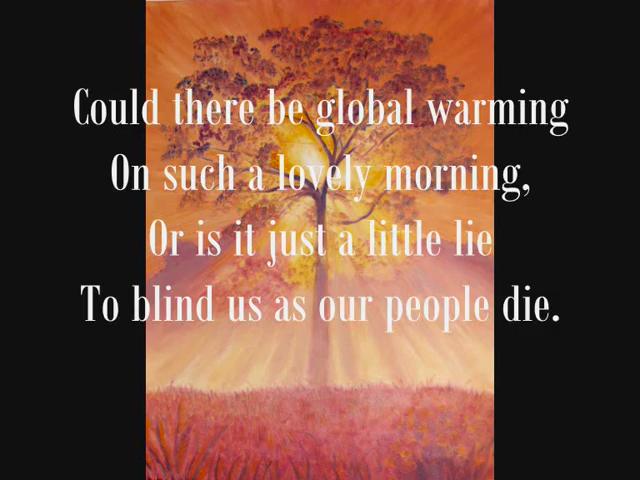 Could there be global warming
On such a lovely morning,
Or is it just a little lie
To blind us as our people die.